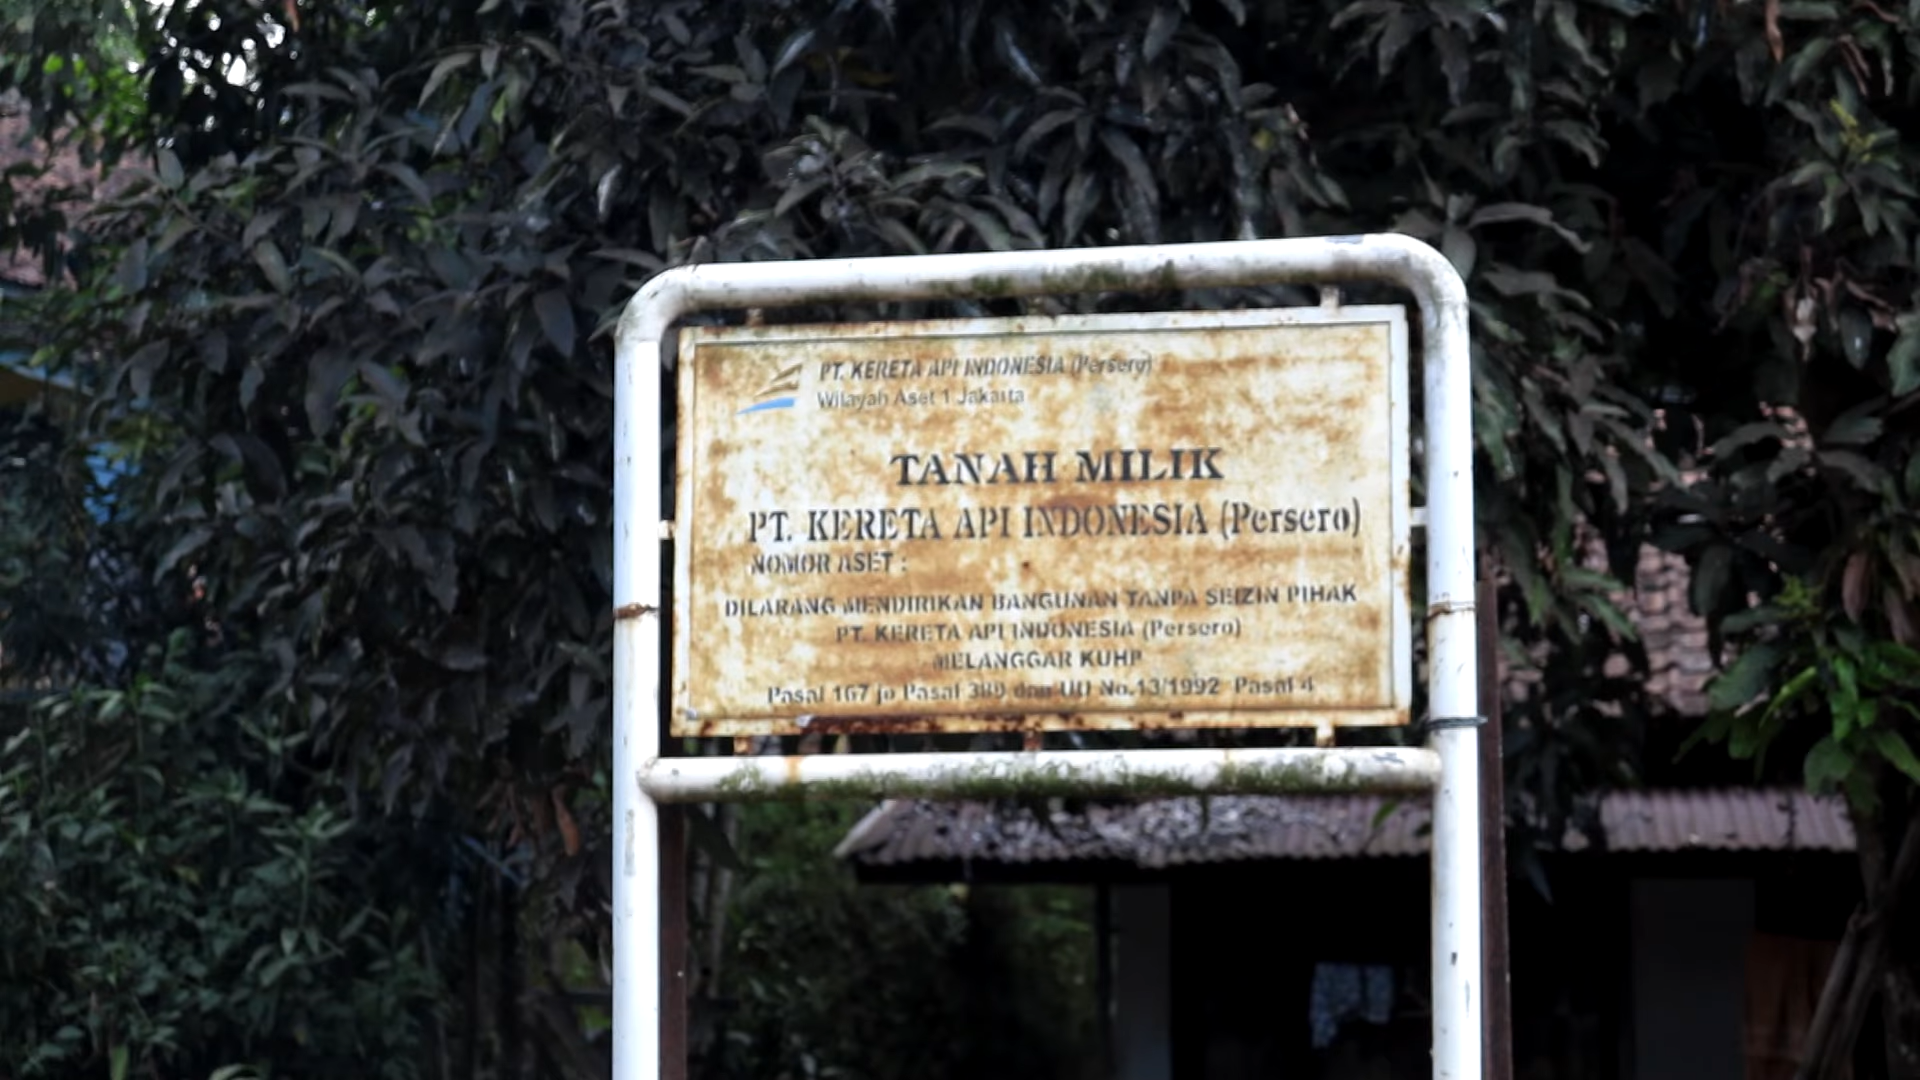 PT. KERETA API INDONESIA (Persero)
Wilayah Aset 1 Jakarta
TANAH MILIK
PT. KERETA API INDONESIA (Persero)
NOMOR ASET :
DILARANG MENDIRIKAN BANGUNAN TANPA SEIZIN PIHAK
PT. KERETA API INDONESIA (Persero)
MELANGGAR KUHP
Pasal 167 jo Pasal 389 dan UU No.13/1992 Pasal 4